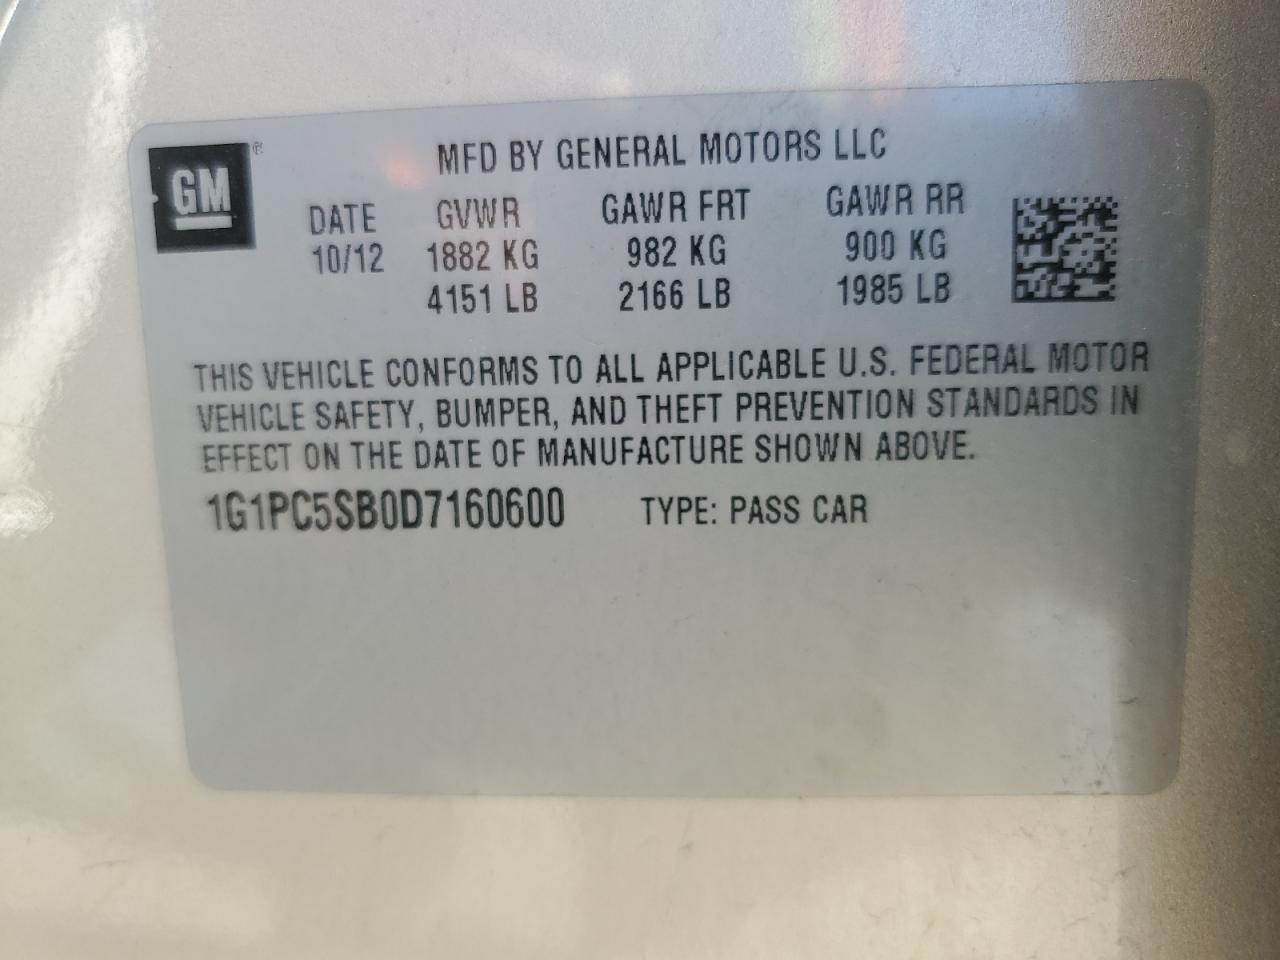 GM ®
MFD BY GENERAL MOTORS LLC
DATE GVWR GAWR FRT GAWR RR
10/12 1882 KG 982 KG 900 KG
4151 LB 2166 LB 1985 LB
THIS VEHICLE CONFORMS TO ALL APPLICABLE U.S. FEDERAL MOTOR
VEHICLE SAFETY, BUMPER, AND THEFT PREVENTION STANDARDS IN
EFFECT ON THE DATE OF MANUFACTURE SHOWN ABOVE.
1G1PC5SB0D7160600 TYPE: PASS CAR